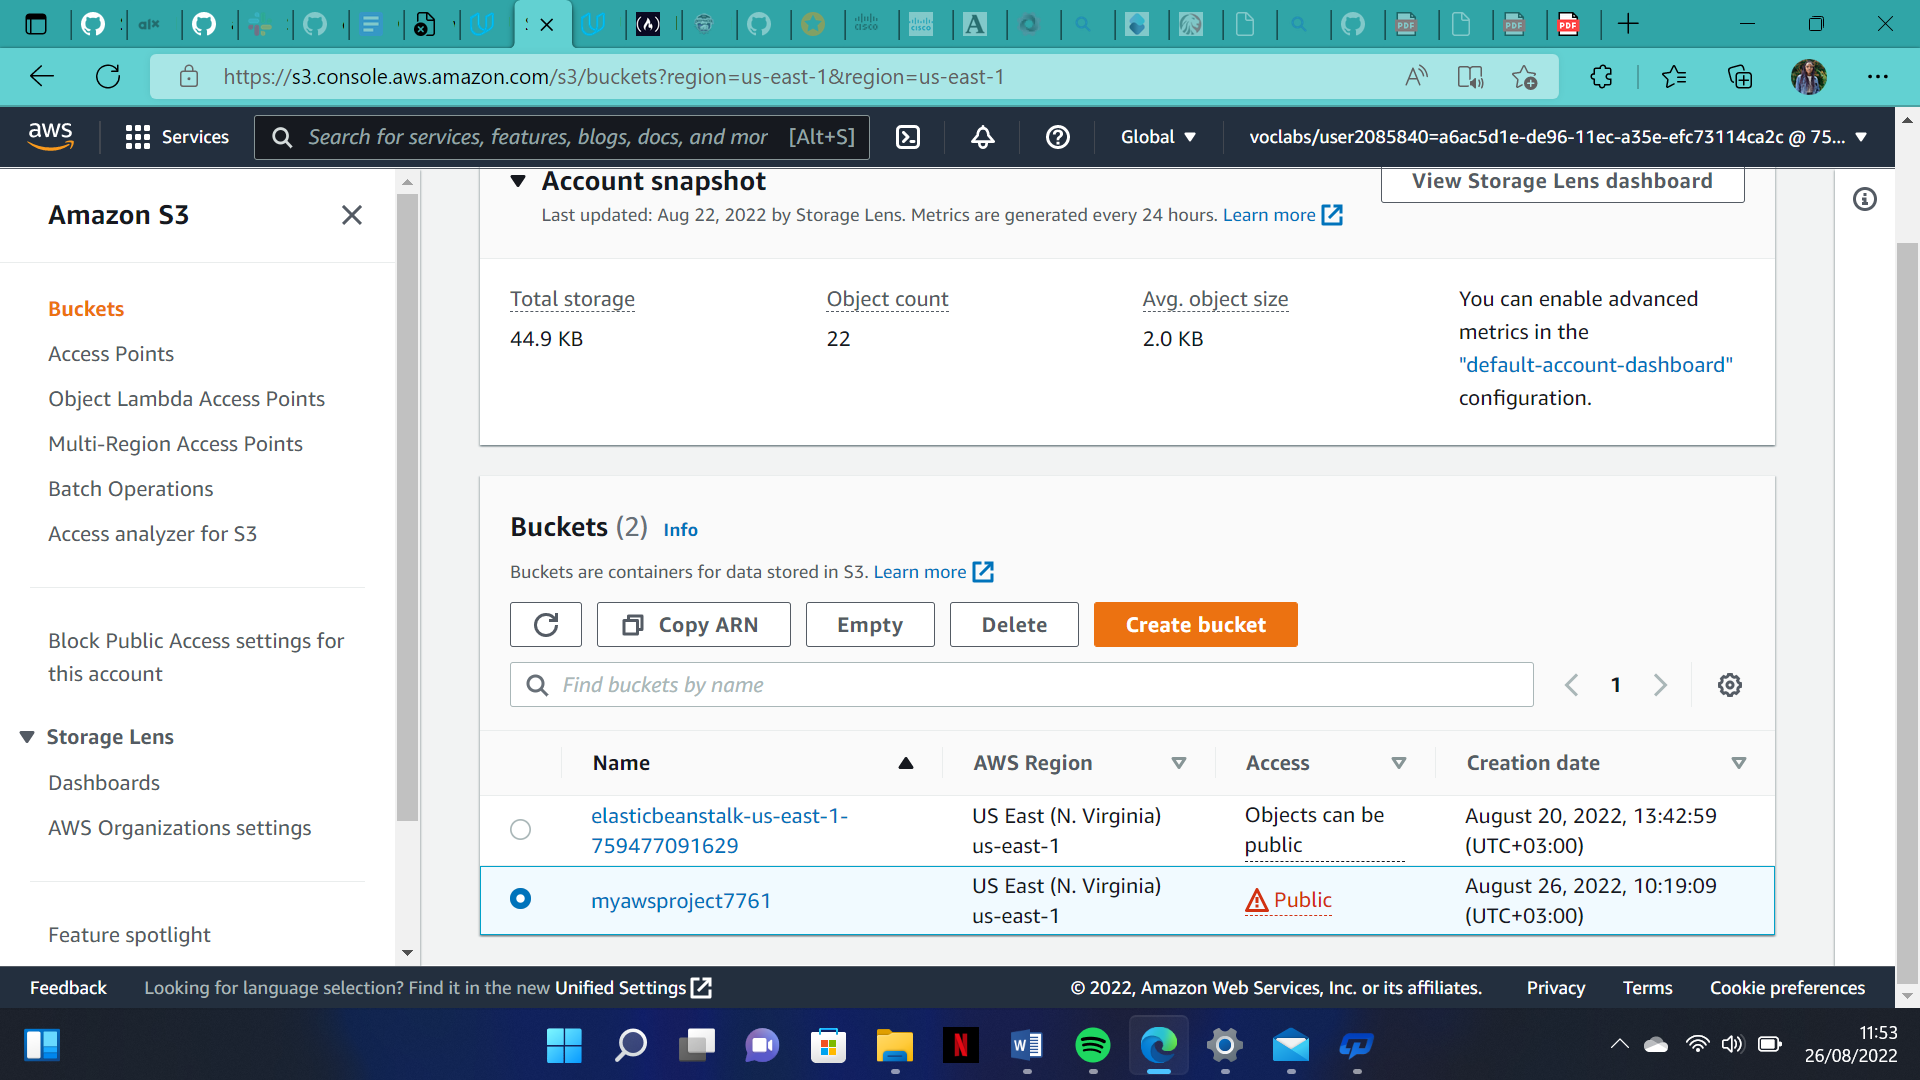 https://s3.console.aws.amazon.com/s3/buckets?region=us-east-1&region=us-east-1
aws
Services
Search for services, features, blogs, docs, and mor [Alt+S]
Global
voclabs/user2085840=a6ac5d1e-de96-11ec-a35e-efc73114ca2c @ 75...
Amazon S3
Buckets
Access Points
Object Lambda Access Points
Multi-Region Access Points
Batch Operations
Access analyzer for S3
Block Public Access settings for
this account
Storage Lens
Dashboards
AWS Organizations settings
Feature spotlight
Account snapshot
View Storage Lens dashboard
Last updated: Aug 22, 2022 by Storage Lens. Metrics are generated every 24 hours. Learn more
Total storage
44.9 KB
Object count
22
Avg. object size
2.0 KB
You can enable advanced
metrics in the
"default-account-dashboard"
configuration.
Buckets (2) Info
Buckets are containers for data stored in S3. Learn more
Copy ARN
Empty
Delete
Create bucket
Find buckets by name
1
Name AWS Region Access Creation date
elasticbeanstalk-us-east-1-
759477091629
US East (N. Virginia)
us-east-1
Objects can be
public
August 20, 2022, 13:42:59
(UTC+03:00)
myawsproject7761
US East (N. Virginia)
us-east-1
Public
August 26, 2022, 10:19:09
(UTC+03:00)
Feedback
Looking for language selection? Find it in the new Unified Settings
© 2022, Amazon Web Services, Inc. or its affiliates.
Privacy
Terms
Cookie preferences
11:53
26/08/2022